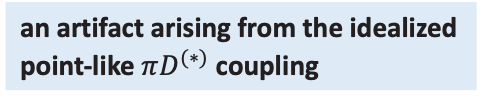 an artifact arising from the idealized
point-like πD(*) coupling